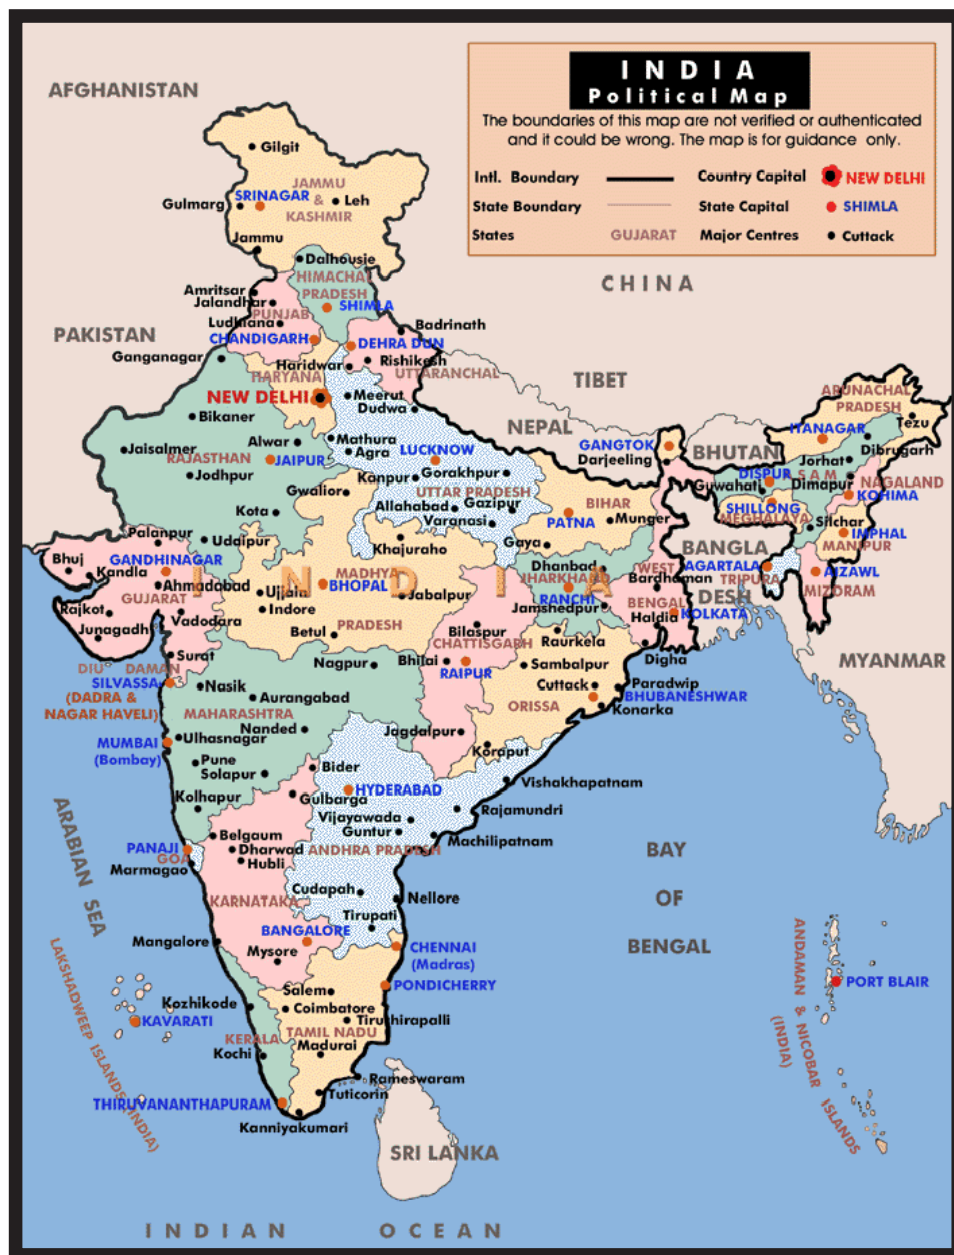 INDIA
Political Map
The boundaries of this map are not verified or authenticated
and it could be wrong. The map is for guidance only.
Intl. Boundary
Country Capital
NEW DELHI
State Boundary
State Capital
SHIMLA
States
GUJARAT
Major Centres
Cuttack
AFGHANISTAN
Gilgit
JAMMU
&
KASHMIR
SRINAGAR
Leh
Gulmarg
Jammu
Dalhousie
HIMACHAL
PRADESH
CHINA
Amritsar
Jalandhar
PUNJAB
SHIMLA
Ludhiana
PAKISTAN
CHANDIGARH
Badrinath
DEHRA DUN
Ganganagar
Haridwar
Rishikesh
UTTARANCHAL
HARYANA
TIBET
NEW DELHI
Meerut
Dudwa
ARUNACHAL
PRADESH
Bikaner
Tezu
NEPAL
ITANAGAR
Jaisalmer
Alwar
Mathura
Agra
LUCKNOW
GANGTOK
Darjeeling
BHUTAN
Dibrugarh
RAJASTHAN
JAIPUR
Jorhat
Jodhpur
Kanpur
Gorakhpur
DISPUR
S A M
Dimapur
NAGALAND
Guwahati
KOHIMA
Gwalior
UTTAR PRADESH
Allahabad
Gazipur
BIHAR
SHILLONG
MEGHALAYA
Kota
Varanasi
PATNA
Munger
Silchar
IMPHAL
Palanpur
Udaipur
Khajuraho
Gaya
BANGLA
DESH
MANIPUR
Bhuj
GANDHINAGAR
Kandla
Dhanbad
WEST
BENGAL
AGARTALA
AIZAWL
I N D I A
MADHYA
PRADESH
BHOPAL
JHARKHAND
Bardhaman
TRIPURA
MIZORAM
Ahmadabad
Ujjain
Jabalpur
RANCHI
GUJARAT
Rajkot
Indore
Jamshedpur
KOLKATA
Vadodara
Haldia
Junagadhi
Betul
Bilaspur
CHATTISGARH
Raurkela
Surat
Nagpur
Bhilai
Sambalpur
Digha
MYANMAR
DIU
DAMAN
RAIPUR
SILVASSA
(DADRA &
NAGAR HAVELI)
Nasik
Cuttack
Paradwip
BHUBANESHWAR
Aurangabad
ORISSA
Konarka
MAHARASHTRA
Nanded
Jagdalpur
MUMBAI
(Bombay)
Ulhasnagar
Koraput
Pune
Solapur
Bider
Vishakhapatnam
Kolhapur
Gulbarga
HYDERABAD
Rajamundri
Vijayawada
Guntur
Belgaum
Machilipatnam
PANAJI
GOA
Dharwad
Hubli
ANDHRA PRADESH
Marmagao
ARABIAN SEA
BAY
OF
BENGAL
KARNATAKA
Cudapah
Nellore
Tirupati
BANGALORE
Mangalore
Mysore
CHENNAI
(Madras)
PONDICHERRY
PORT BLAIR
ANDAMAN & NICOBAR ISLANDS
(INDIA)
LAKSHADWEEP ISLANDS (INDIA)
Salem
Kozhikode
Coimbatore
KAVARATI
Tiruchirapalli
KERALA
TAMIL NADU
Kochi
Madurai
Rameswaram
Tuticorin
THIRUVANANTHAPURAM
Kanniyakumari
SRI LANKA
INDIAN OCEAN